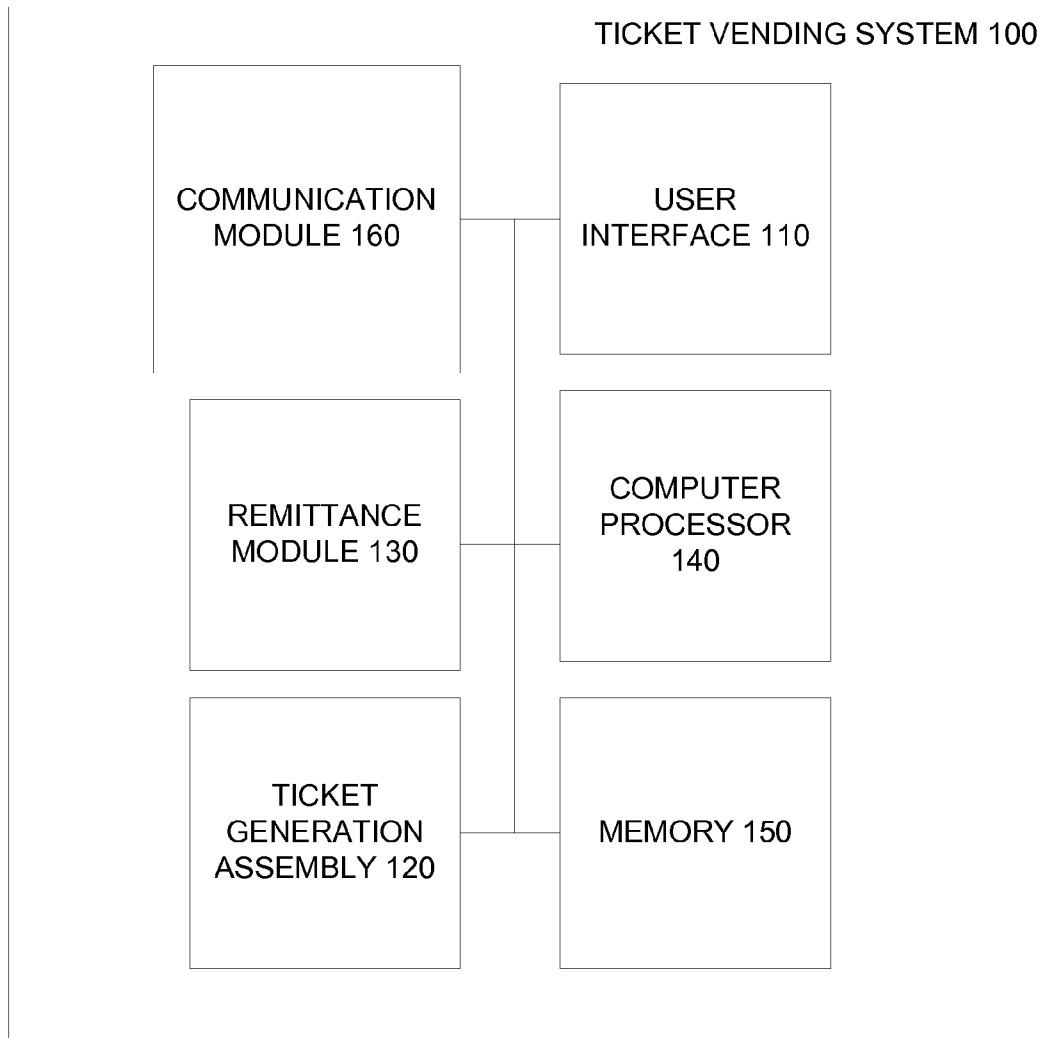 TICKET VENDING SYSTEM 100
COMMUNICATION
MODULE 160
USER
INTERFACE 110
REMITTANCE
MODULE 130
COMPUTER
PROCESSOR
140
TICKET
GENERATION
ASSEMBLY 120
MEMORY 150